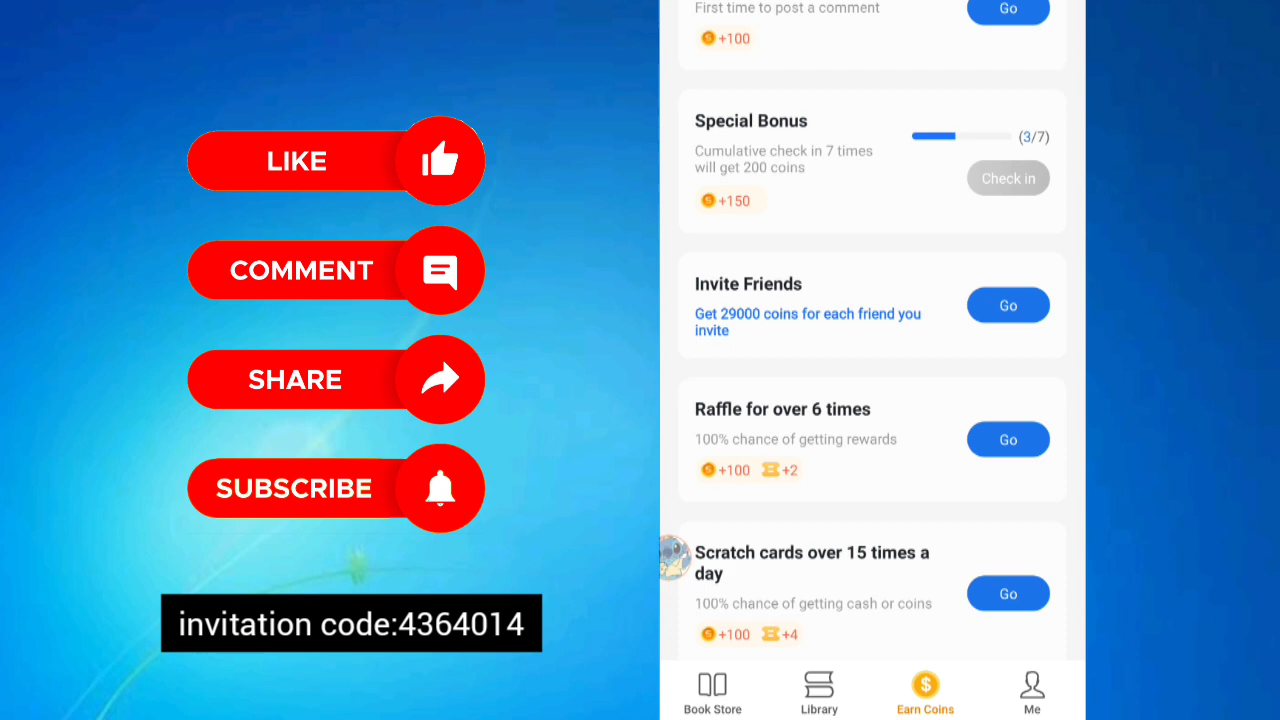 LIKE
COMMENT
SHARE
SUBSCRIBE
invitation code:4364014
First time to post a comment
Go
+100
Special Bonus
(3/7)
Cumulative check in 7 times
will get 200 coins
Check in
+150
Invite Friends
Get 29000 coins for each friend you
invite
Go
Raffle for over 6 times
100% chance of getting rewards
Go
+100 +2
Scratch cards over 15 times a
day
100% chance of getting cash or coins
Go
+100 +4
Book Store
Library
Earn Coins
Me